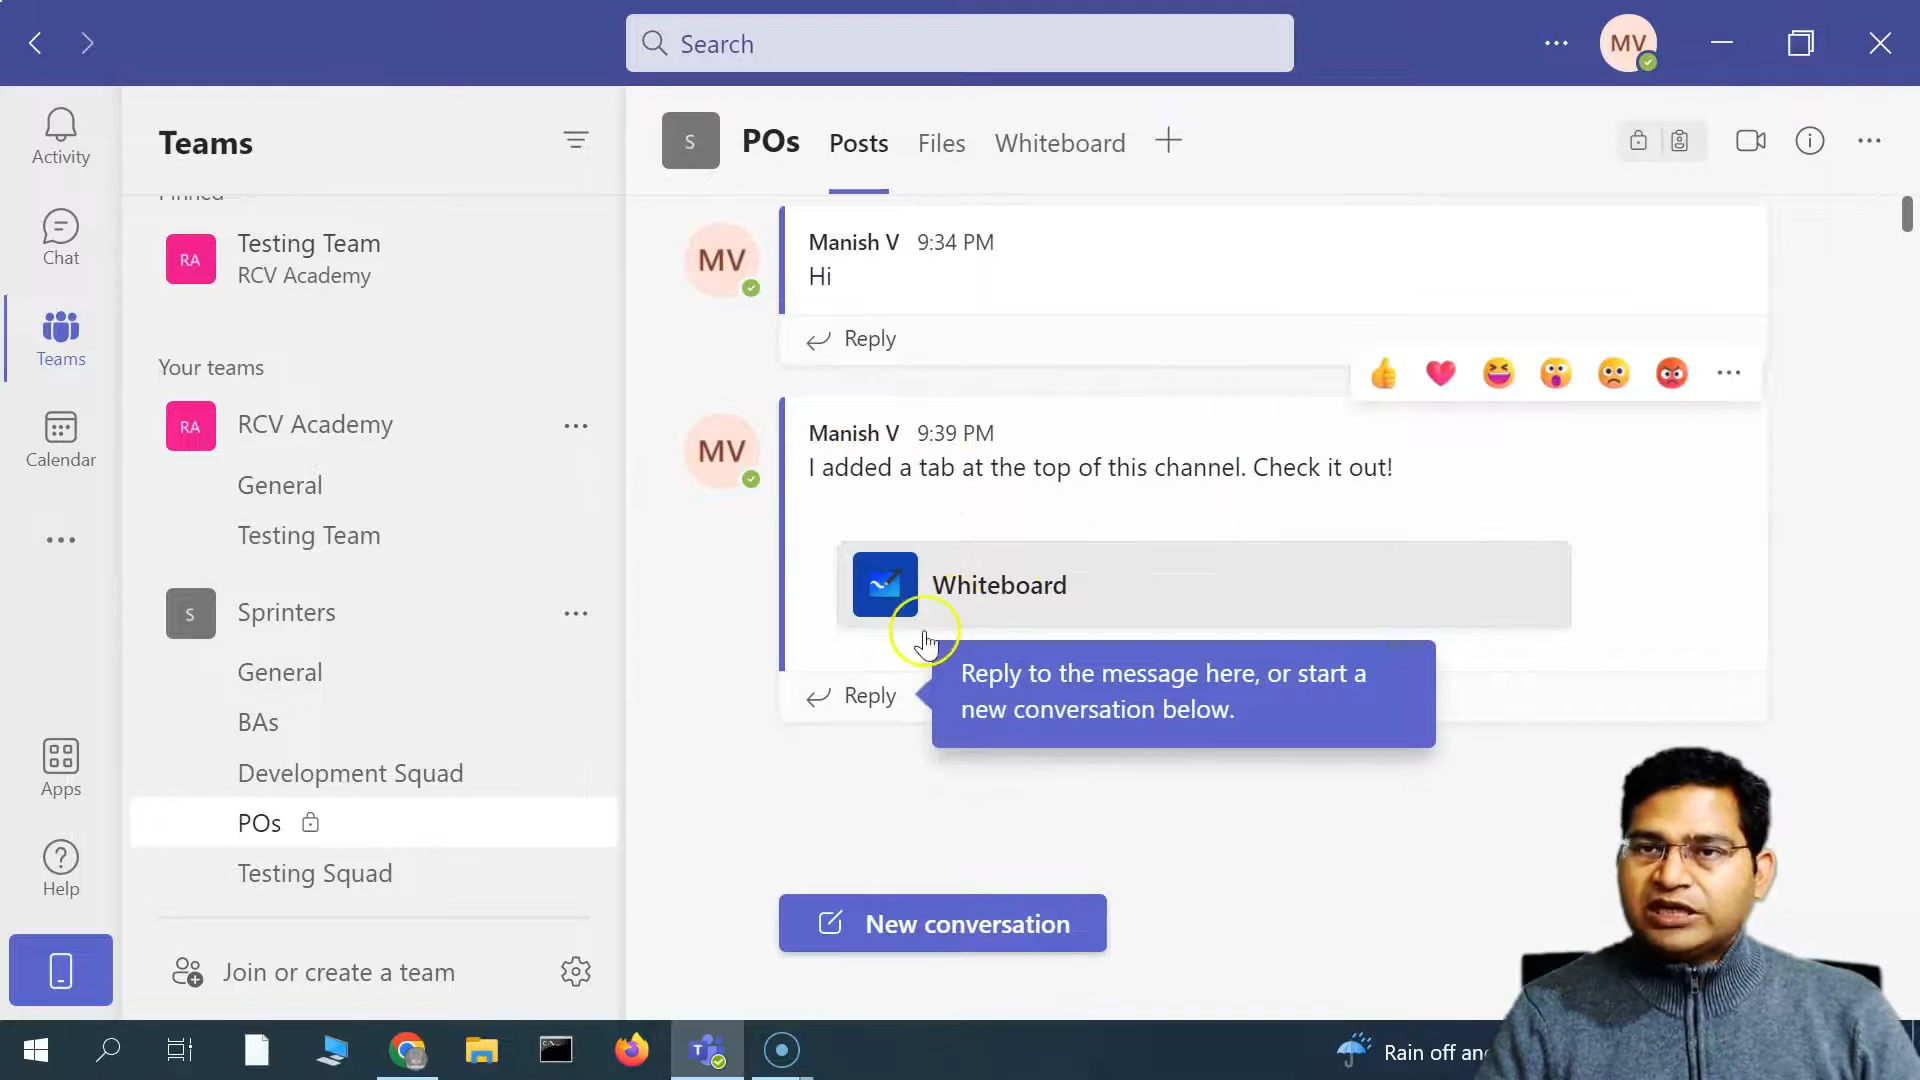 Search
MV
Activity
Chat
Teams
Calendar
Apps
Help
Teams
Pinned
RA
Testing Team
RCV Academy
Your teams
RA
RCV Academy
General
Testing Team
S
Sprinters
General
BAs
Development Squad
POs
Testing Squad
Join or create a team
S
POs
Posts
Files
Whiteboard
MV
Manish V 9:34 PM
Hi
Reply
MV
Manish V 9:39 PM
I added a tab at the top of this channel. Check it out!
Whiteboard
Reply
Reply to the message here, or start a
new conversation below.
New conversation
T
Rain off